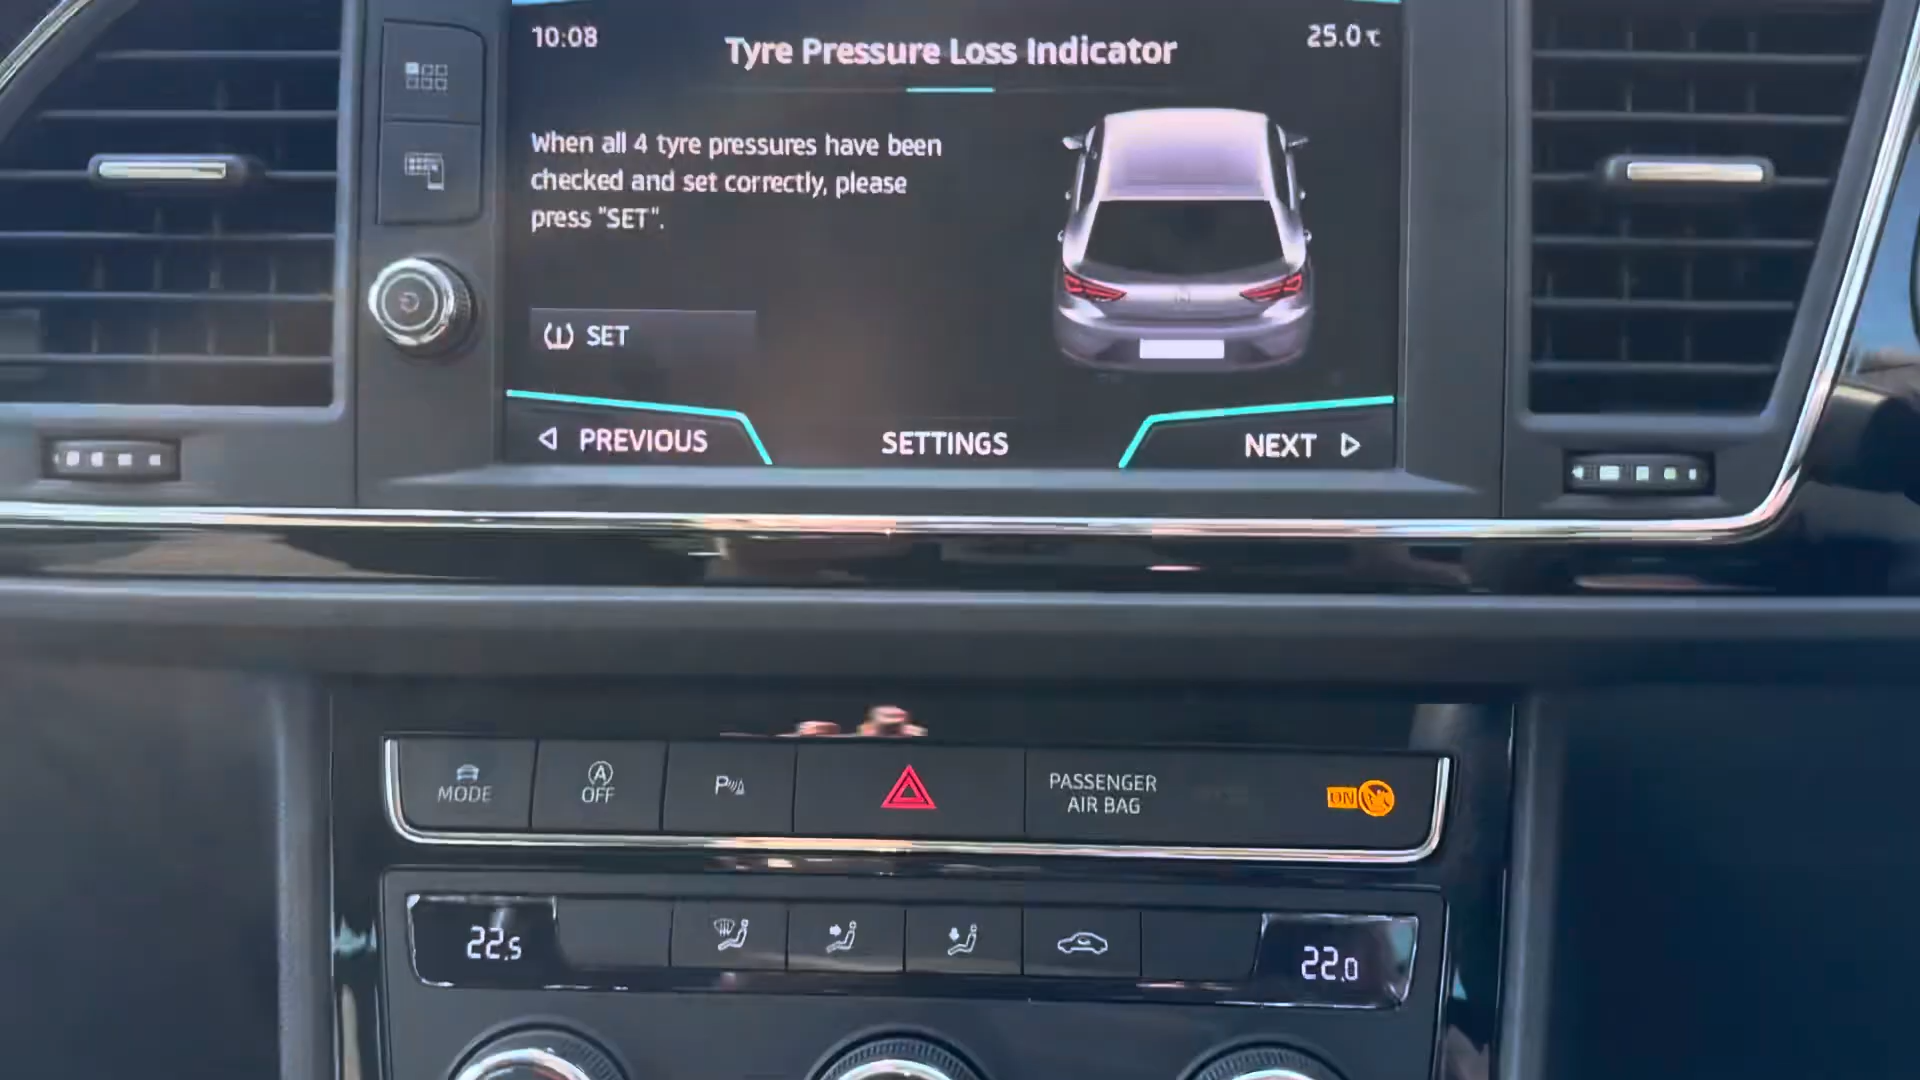 10:08
Tyre Pressure Loss Indicator
25.0℃
When all 4 tyre pressures have been
checked and set correctly, please
press "SET".
SET
PREVIOUS
SETTINGS
NEXT
MODE
A
OFF
P
PASSENGER
AIR BAG
ON
22.5
22.0